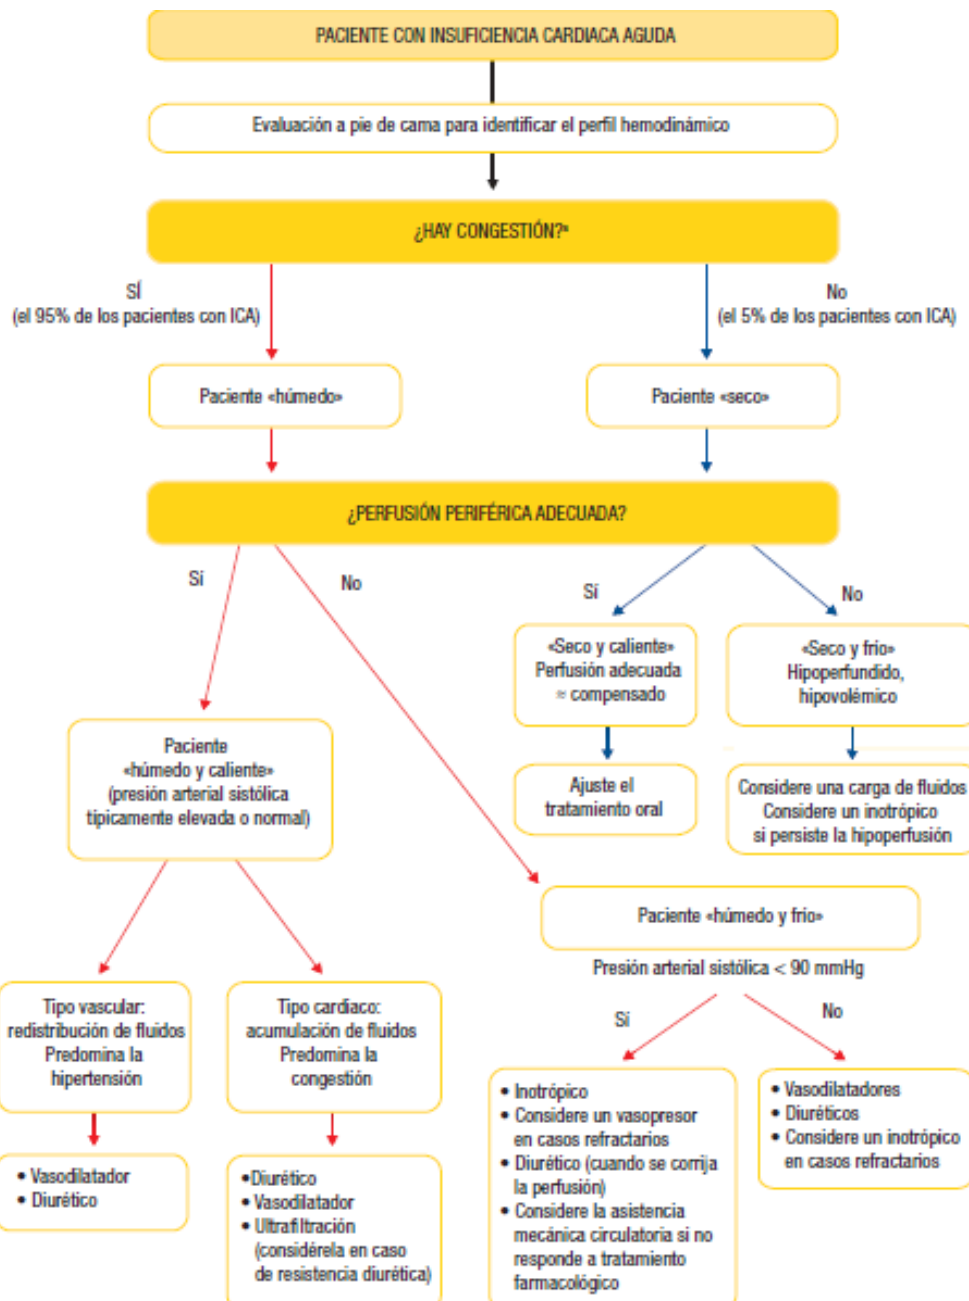 PACIENTE CON INSUFICIENCIA CARDIACA AGUDA
Evaluación a pie de cama para identificar el perfil hemodinámico
¿HAY CONGESTIÓN?ª
SÍ
(el 95% de los pacientes con ICA)
No
(el 5% de los pacientes con ICA)
Paciente «húmedo»
Paciente «seco»
¿PERFUSIÓN PERIFÉRICA ADECUADA?
Sí
No
Sí
No
«Seco y caliente»
Perfusión adecuada
≈ compensado
«Seco y frío»
Hipoperfundido,
hipovolémico
Ajuste el
tratamiento oral
Considere una carga de fluidos
Considere un inotrópico
si persiste la hipoperfusión
Paciente
«húmedo y caliente»
(presión arterial sistólica
típicamente elevada o normal)
Paciente «húmedo y frío»
Presión arterial sistólica < 90 mmHg
Sí
No
Tipo vascular:
redistribución de fluidos
Predomina la
hipertensión
Tipo cardiaco:
acumulación de fluidos
Predomina la
congestión
• Vasodilatador
• Diurético
•Diurético
• Vasodilatador
• Ultrafiltración
(considérela en caso
de resistencia diurética)
• Inotrópico
• Considere un vasopresor
en casos refractarios
• Diurético (cuando se corrija
la perfusión)
• Considere la asistencia
mecánica circulatoria si no
responde a tratamiento
farmacológico
• Vasodilatadores
• Diuréticos
• Considere un inotrópico
en casos refractarios